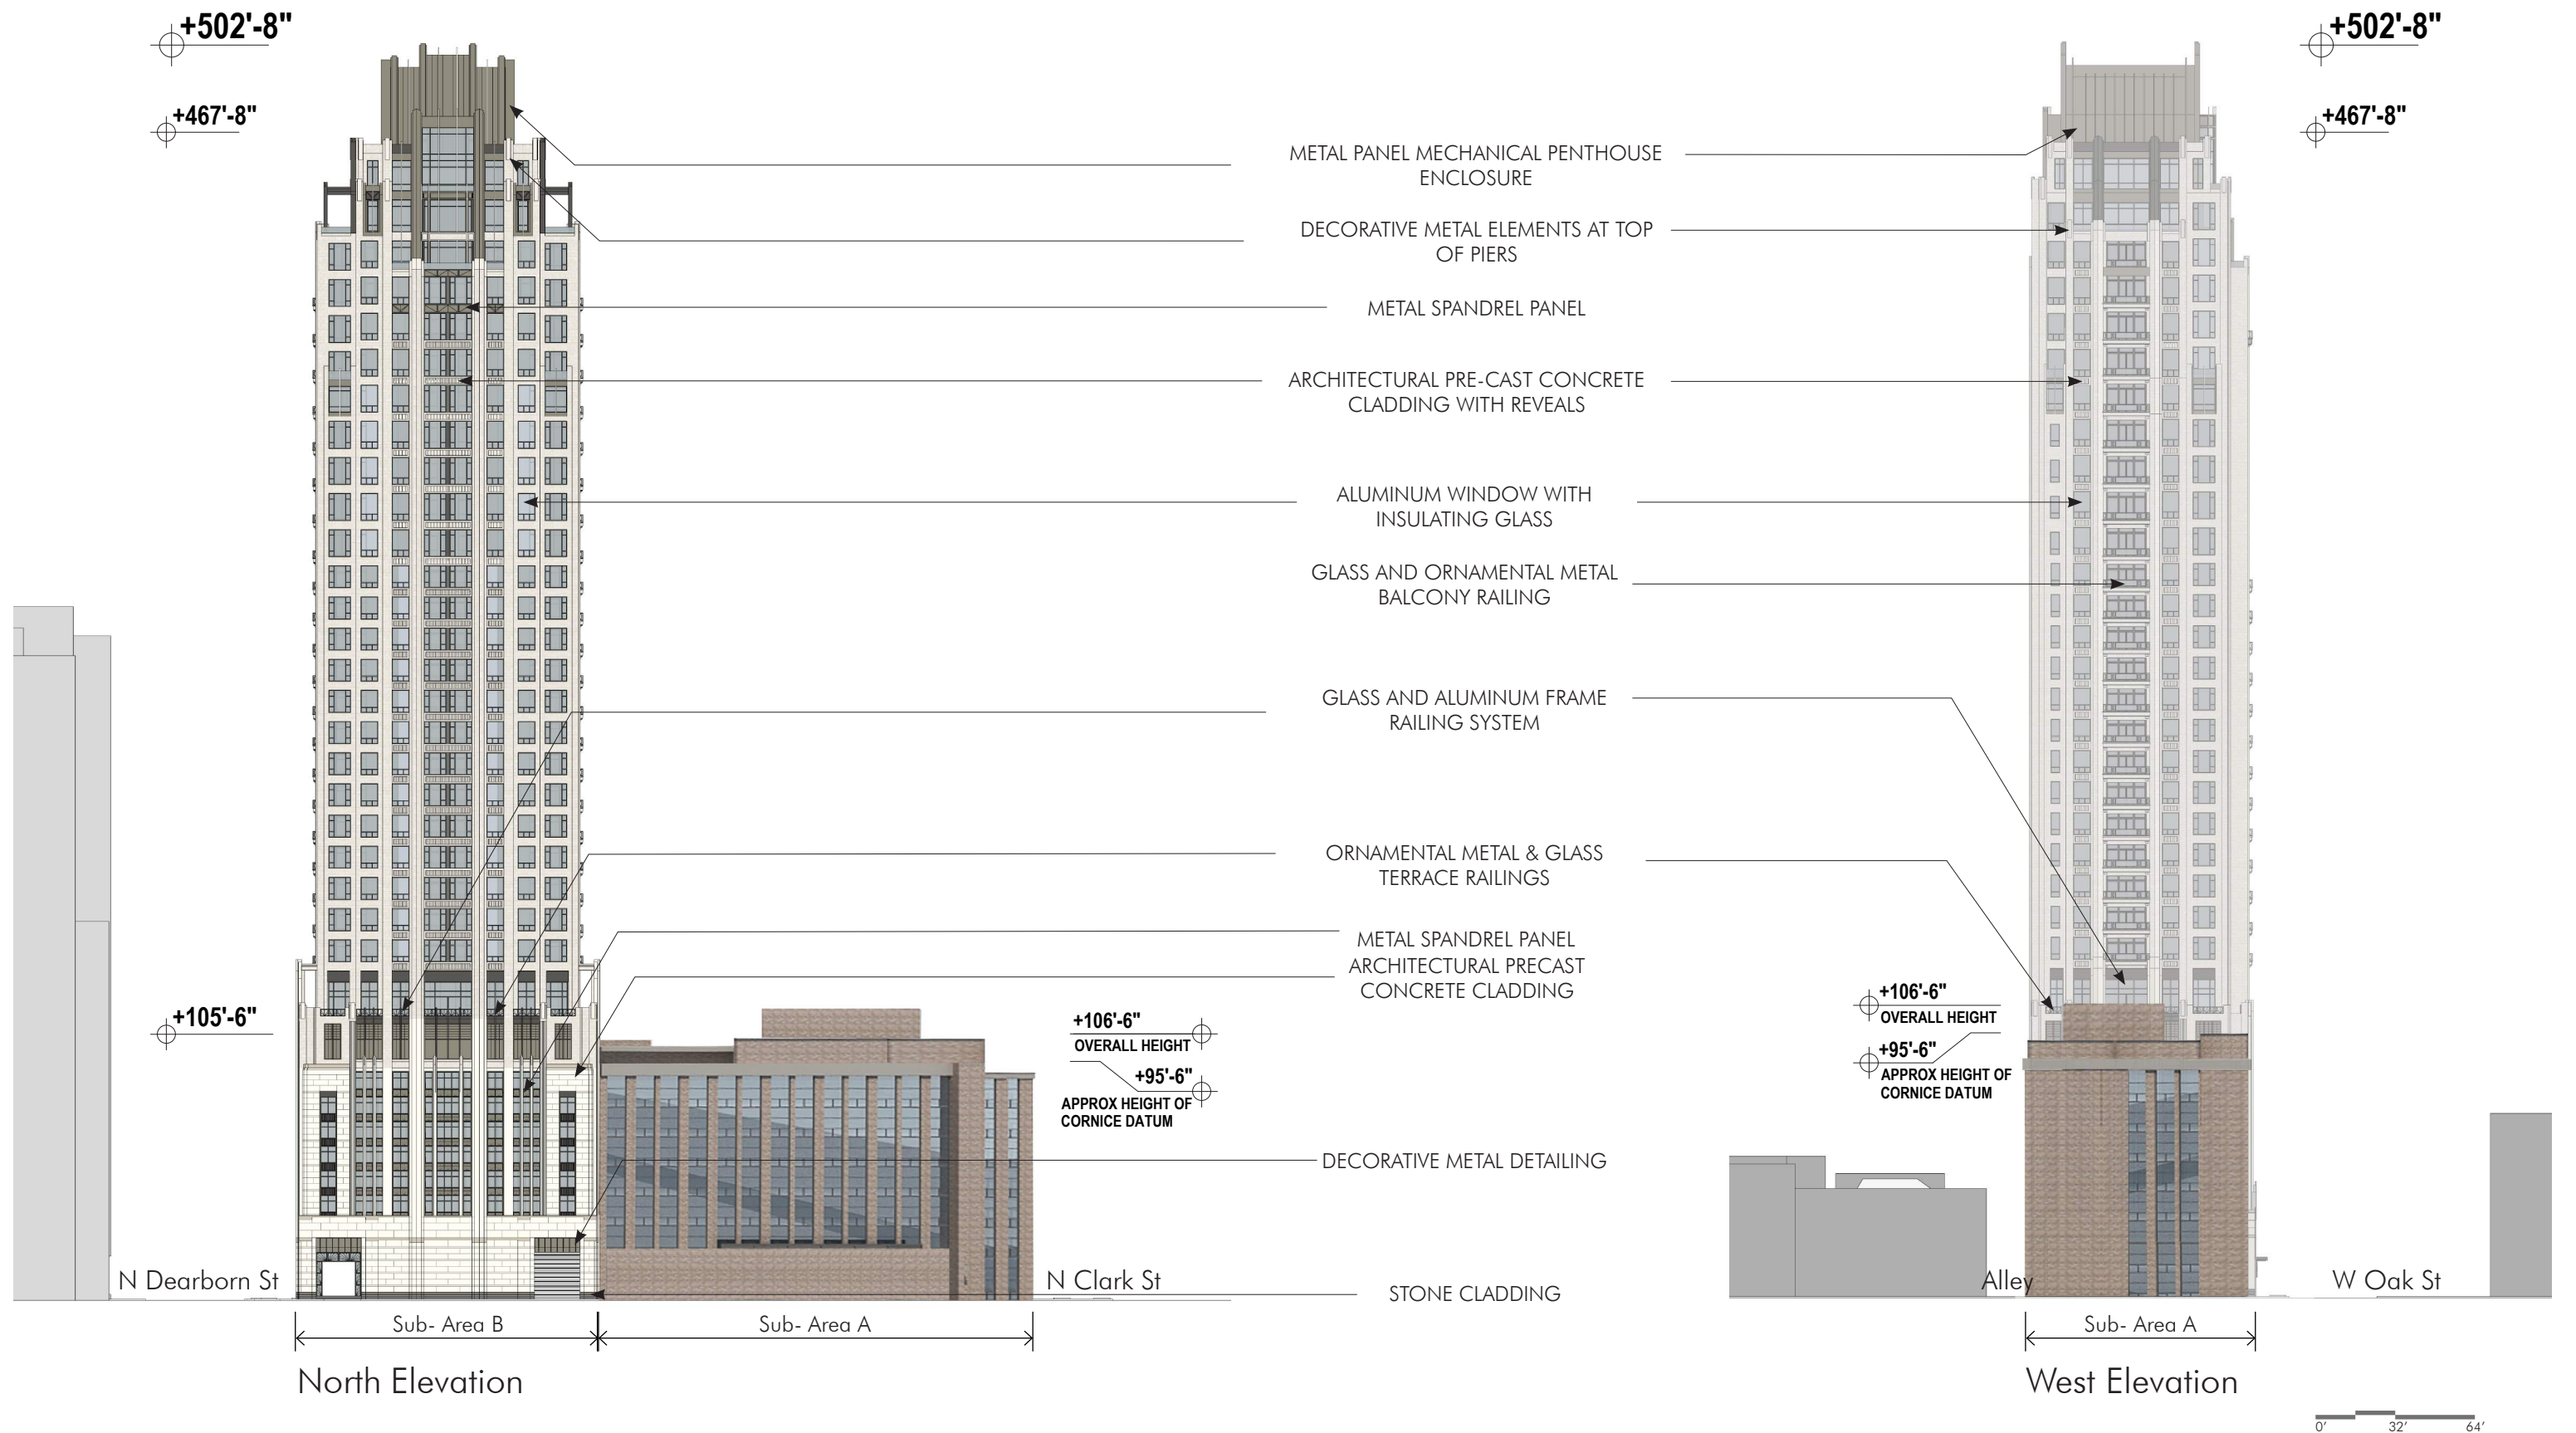 +502'-8"
+502'-8"
+467'-8"
+467'-8"
METAL PANEL MECHANICAL PENTHOUSE
ENCLOSURE
DECORATIVE METAL ELEMENTS AT TOP
OF PIERS
METAL SPANDREL PANEL
ARCHITECTURAL PRE-CAST CONCRETE
CLADDING WITH REVEALS
ALUMINUM WINDOW WITH
INSULATING GLASS
GLASS AND ORNAMENTAL METAL
BALCONY RAILING
GLASS AND ALUMINUM FRAME
RAILING SYSTEM
ORNAMENTAL METAL & GLASS
TERRACE RAILINGS
METAL SPANDREL PANEL
ARCHITECTURAL PRECAST
CONCRETE CLADDING
+105'-6"
+106'-6"
OVERALL HEIGHT
+95'-6"
APPROX HEIGHT OF
CORNICE DATUM
+106'-6"
OVERALL HEIGHT
+95'-6"
APPROX HEIGHT OF
CORNICE DATUM
DECORATIVE METAL DETAILING
STONE CLADDING
N Dearborn St
N Clark St
Alley
W Oak St
Sub- Area B
Sub- Area A
Sub- Area A
North Elevation
West Elevation
0'
32'
64'